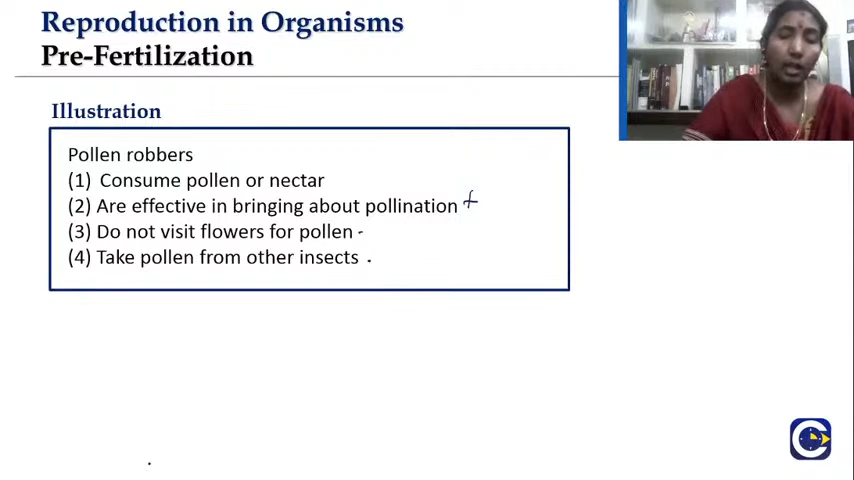 Reproduction in Organisms
Pre-Fertilization
Illustration
Pollen robbers
(1) Consume pollen or nectar
(2) Are effective in bringing about pollination
(3) Do not visit flowers for pollen
(4) Take pollen from other insects